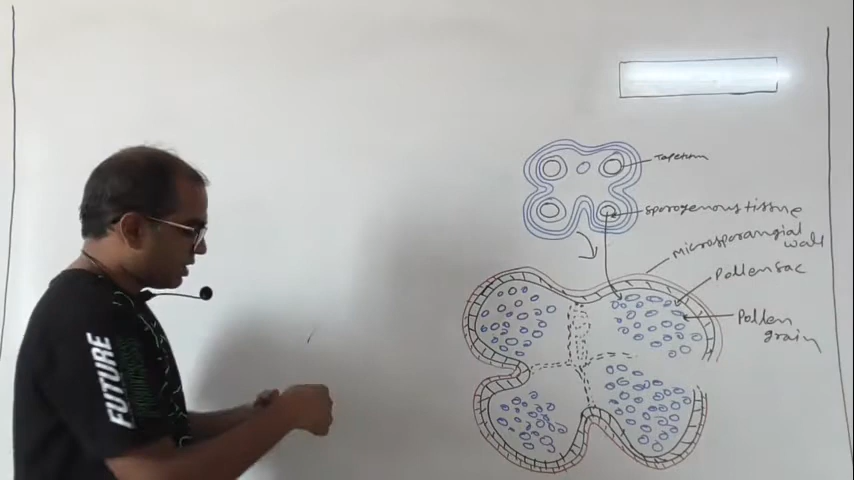 Tapetum
sporogenous tissue
microsporangial
wall
Pollen sac
Pollen
grain
FUTURE